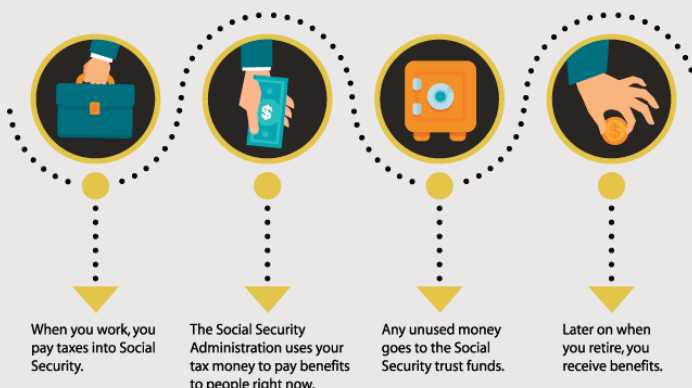 $
$
When you work, you
pay taxes into Social
Security.
The Social Security
Administration uses your
tax money to pay benefits
to people right now.
Any unused money
goes to the Social
Security trust funds.
Later on when
you retire, you
receive benefits.